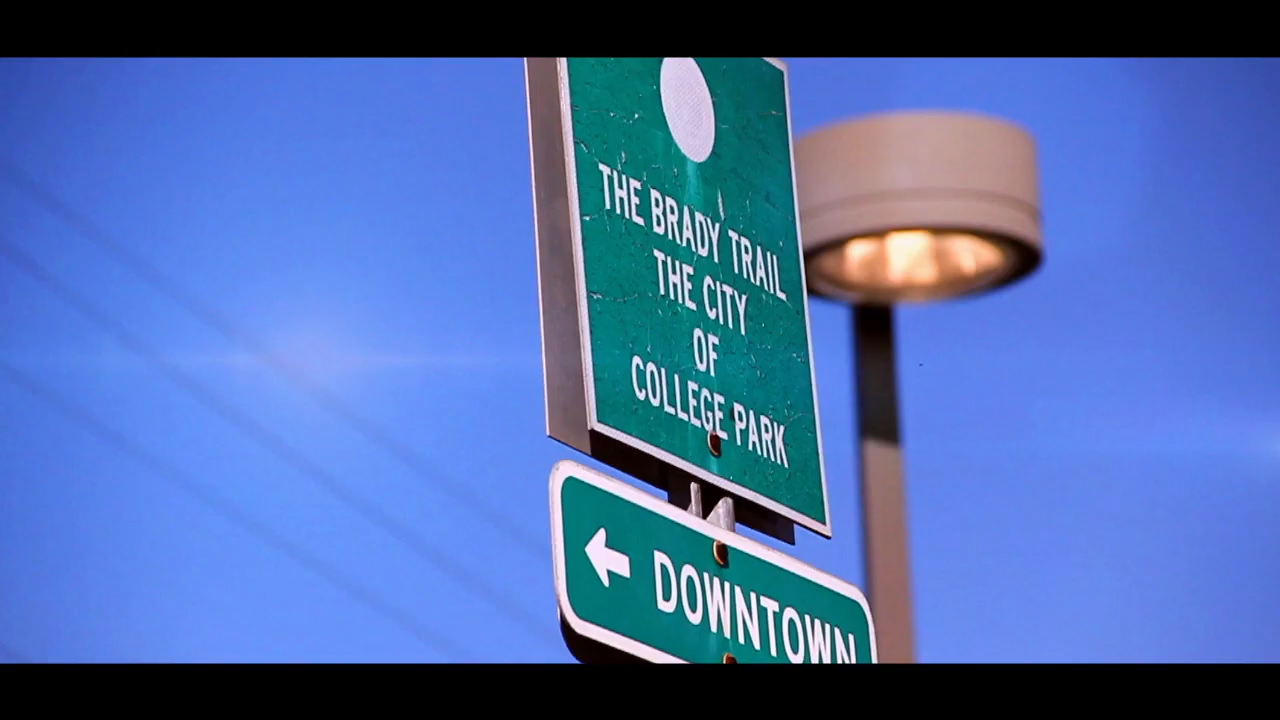 THE BRADY TRAIL
THE CITY
OF
COLLEGE PARK
DOWNTOWN